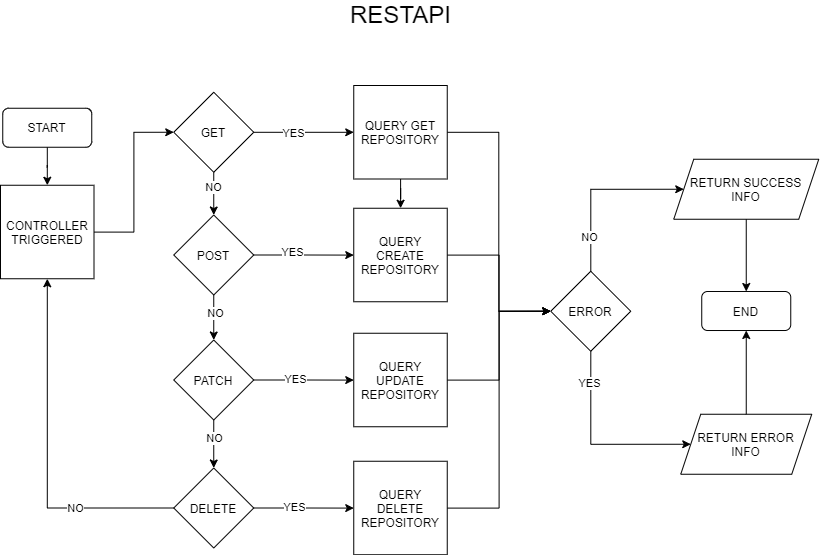 RESTAPI
START
CONTROLLER
TRIGGERED
GET
YES
QUERY GET
REPOSITORY
NO
POST
YES
QUERY
CREATE
REPOSITORY
NO
PATCH
YES
QUERY
UPDATE
REPOSITORY
NO
DELETE
YES
QUERY
DELETE
REPOSITORY
NO
ERROR
NO
RETURN SUCCESS
INFO
END
YES
RETURN ERROR
INFO